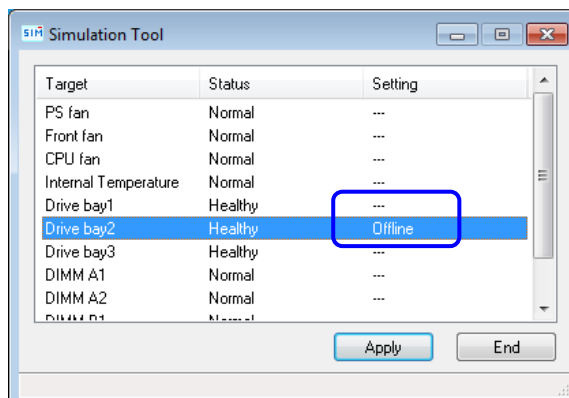 SIM Simulation Tool
Target Status Setting
PS fan Normal ---
Front fan Normal ---
CPU fan Normal ---
Internal Temperature Normal ---
Drive bay1 Healthy ---
Drive bay2 Healthy Offline
Drive bay3 Healthy ---
DIMM A1 Normal ---
DIMM A2 Normal ---
Apply End